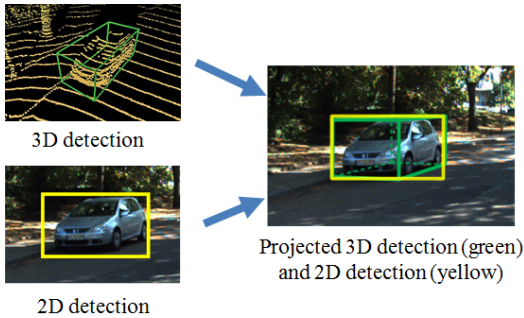 3D detection
2D detection
Projected 3D detection (green)
and 2D detection (yellow)